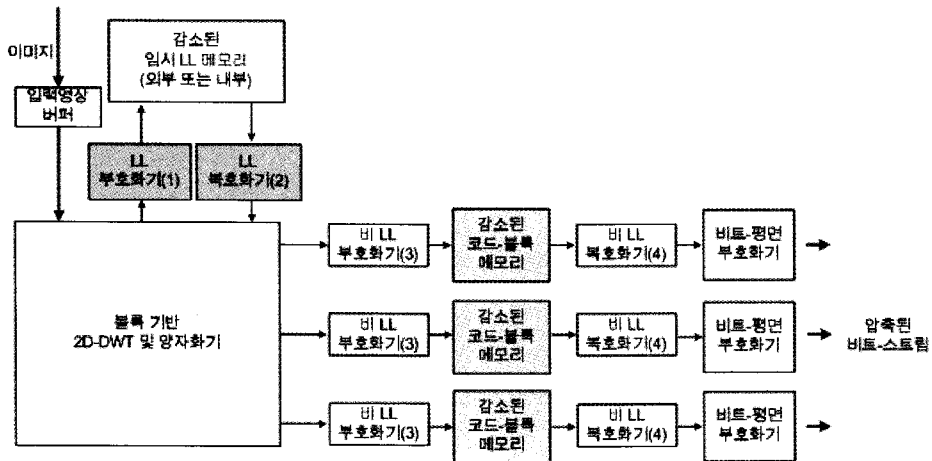 이미지
입력영상
버퍼
감소된
임시 LL 메모리
(외부 또는 내부)
LL
부호화기(1)
LL
복호화기(2)
블록 기반
2D-DWT 및 양자화기
비 LL
부호화기(3)
감소된
코드-블록
메모리
비 LL
복호화기(4)
비트-평면
부호화기
비 LL
부호화기(3)
감소된
코드-블록
메모리
비 LL
복호화기(4)
비트-평면
부호화기
압축된
비트-스트림
비 LL
부호화기(3)
감소된
코드-블록
메모리
비 LL
복호화기(4)
비트-평면
부호화기